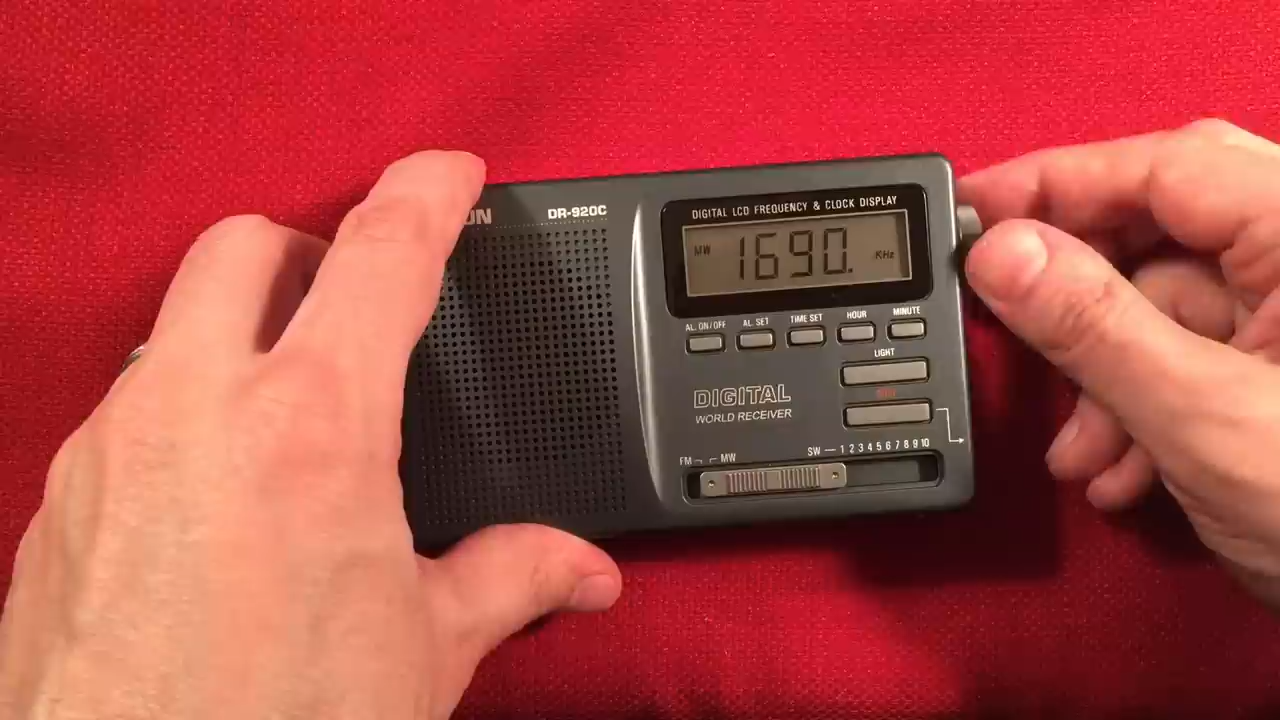 UN DR-920C
DIGITAL LCD FREQUENCY & CLOCK DISPLAY
MW 1690. KHz
AL. ON/OFF AL. SET TIME SET HOUR MINUTE
LIGHT
DIGITAL
WORLD RECEIVER
FM MW SW 1 2 3 4 5 6 7 8 9 10